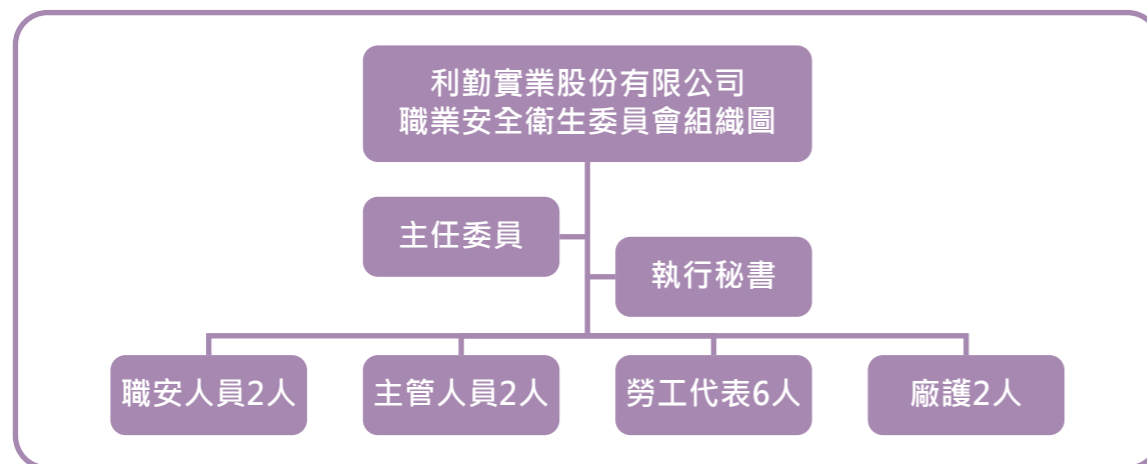 利勤實業股份有限公司
職業安全衛生委員會組織圖
主任委員
執行秘書
職安人員2人
主管人員2人
勞工代表6人
廠護2人